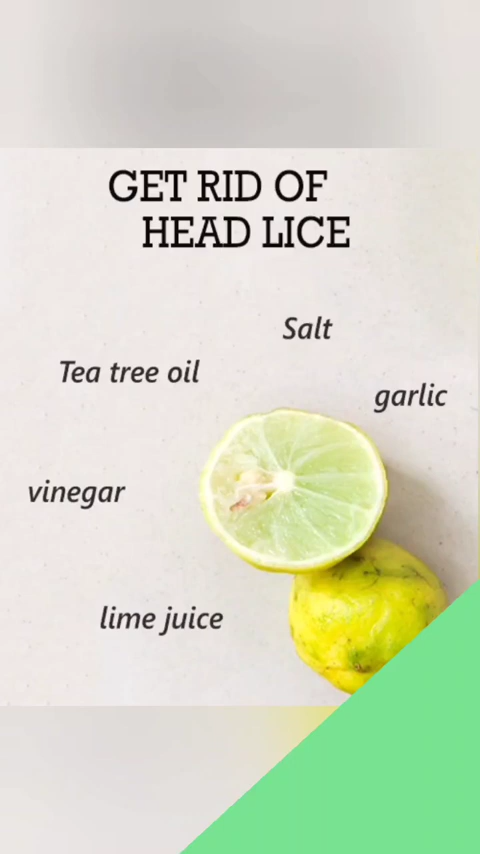 GET RID OF
HEAD LICE
Salt
Tea tree oil
garlic
vinegar
lime juice